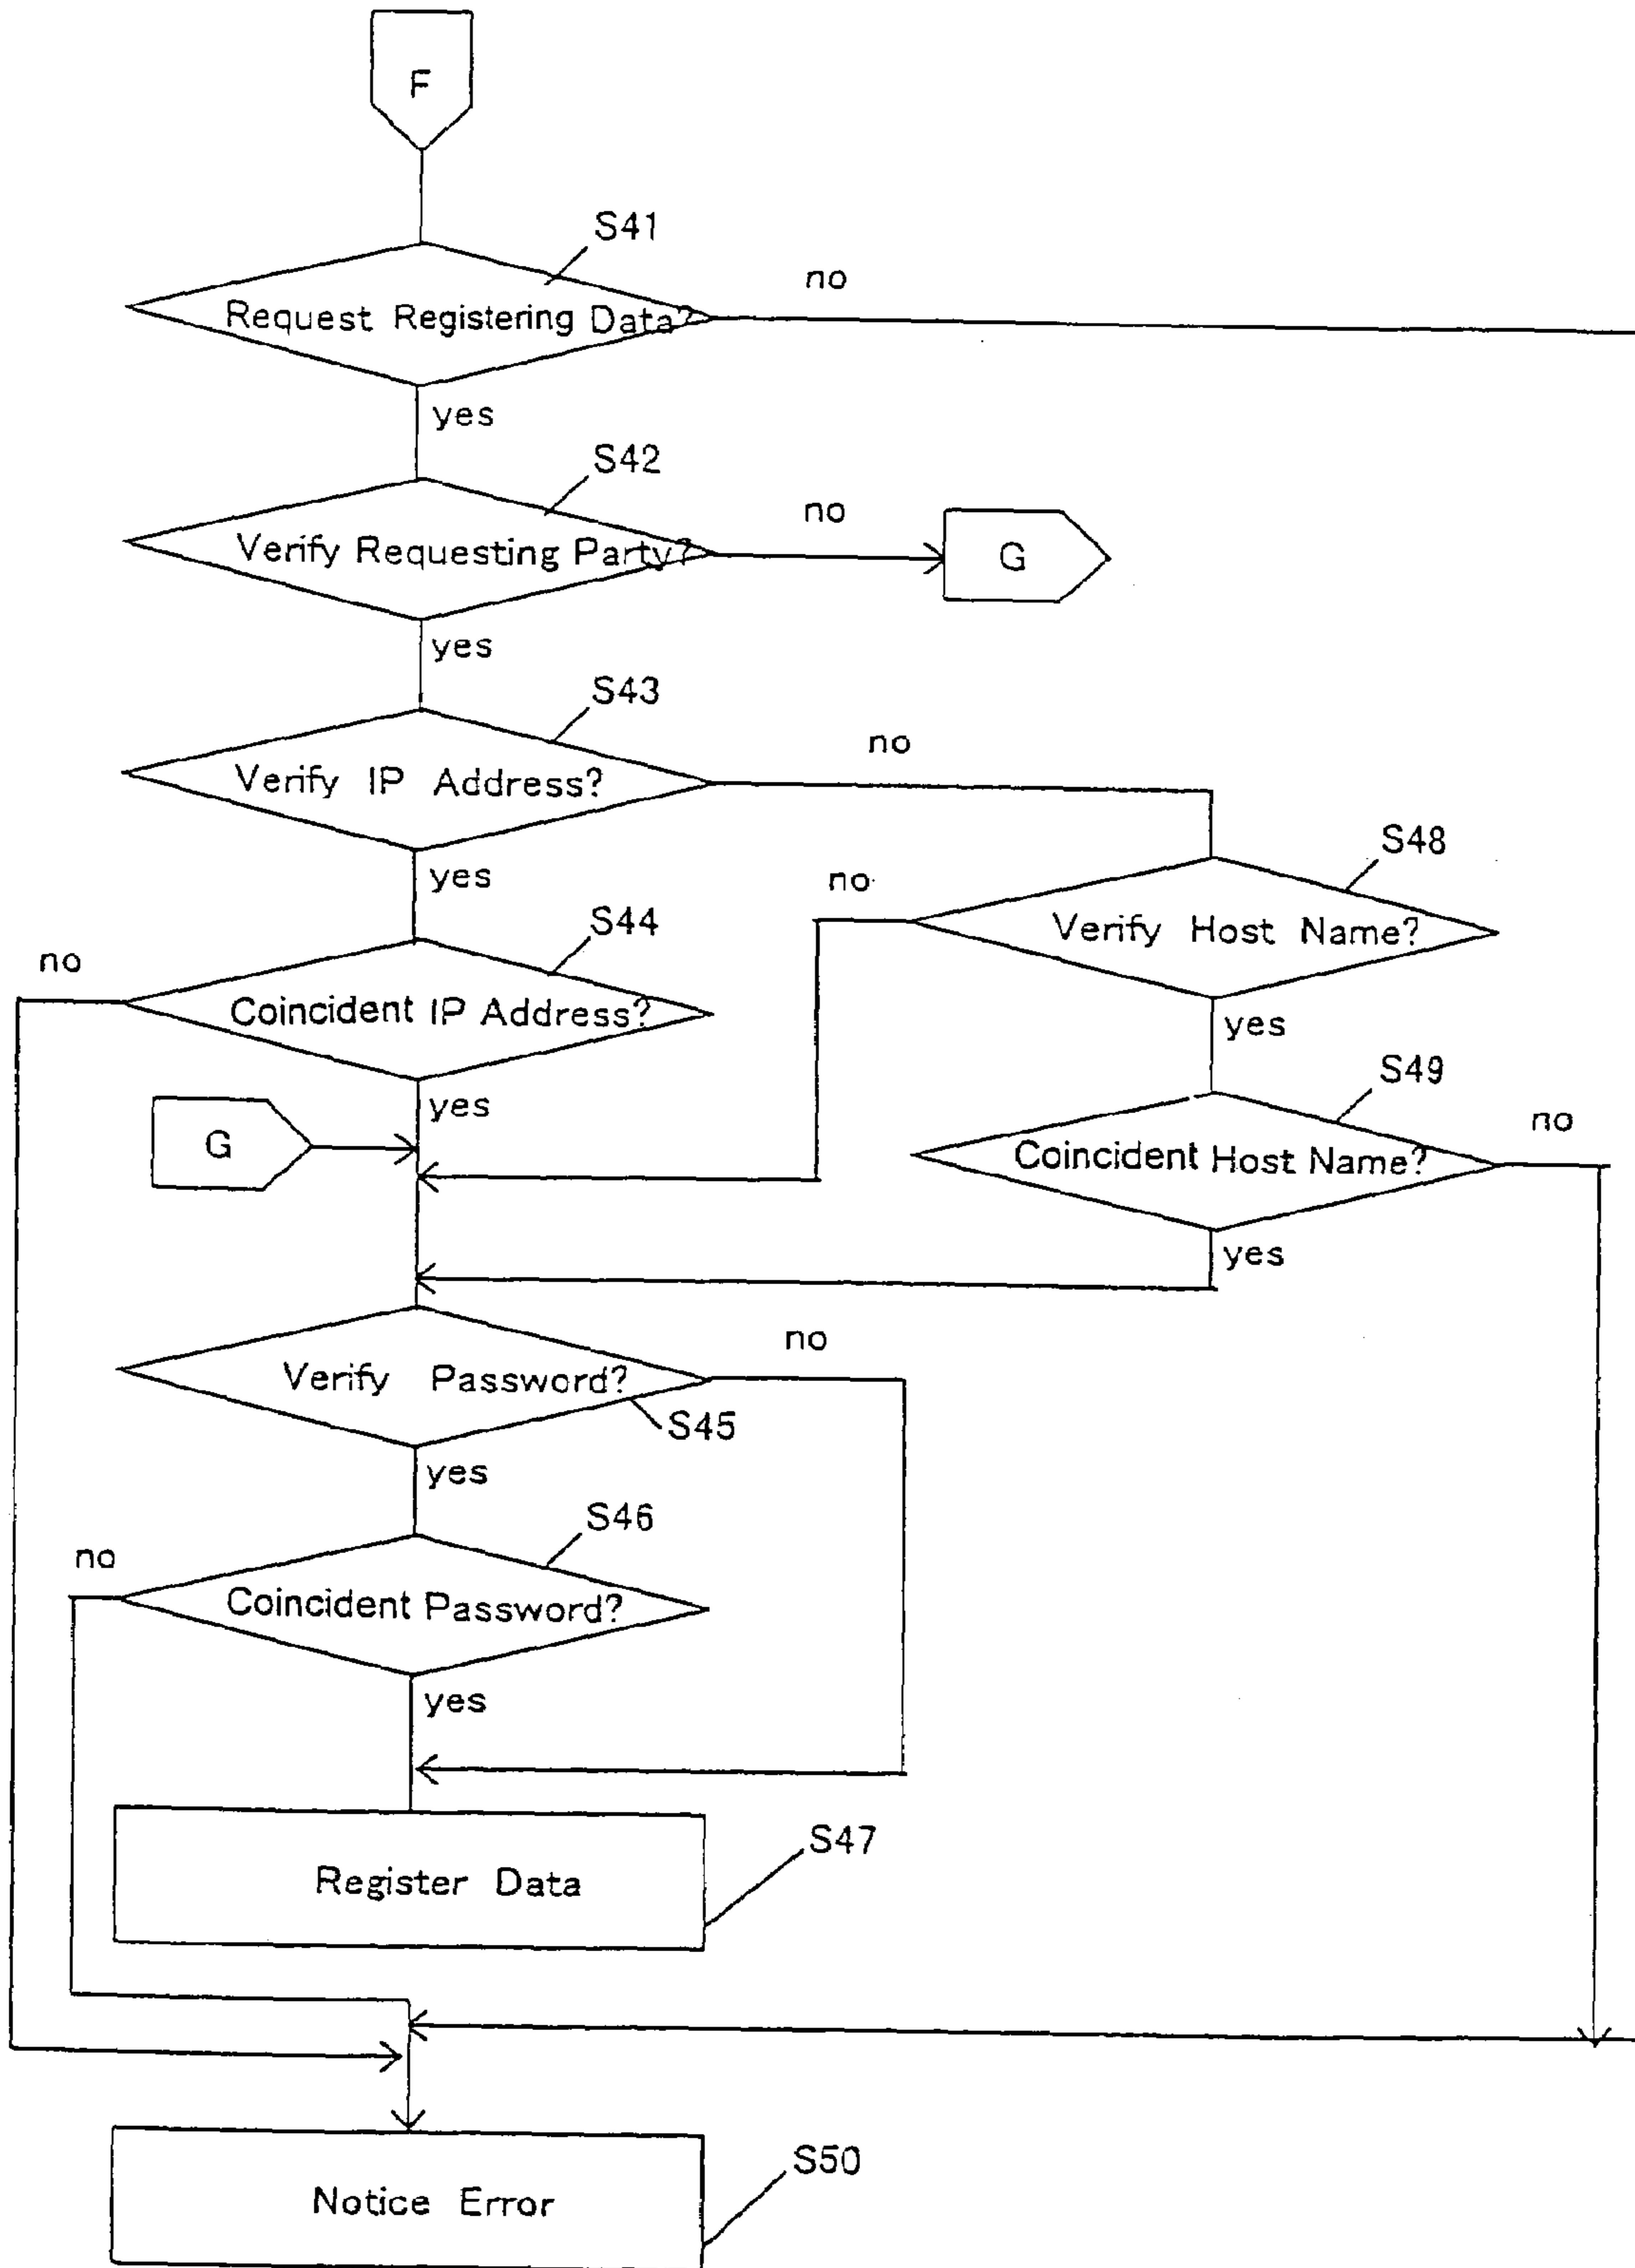 F
S41
no
Request Registering Data?
yes
S42
no
Verify Requesting Party?
G
yes
S43
no
Verify IP Address?
S48
yes
no
S44
Verify Host Name?
no
Coincident IP Address?
yes
S49
yes
no
G
Coincident Host Name?
yes
no
Verify Password?
S45
yes
S46
no
Coincident Password?
yes
S47
Register Data
S50
Notice Error